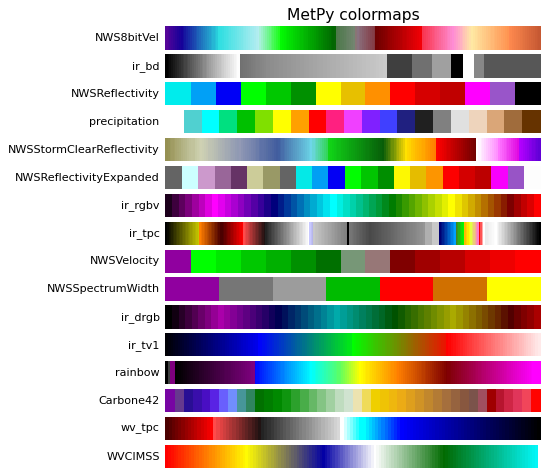 MetPy colormaps
NWS8bitVel
ir_bd
NWSReflectivity
precipitation
NWSStormClearReflectivity
NWSReflectivityExpanded
ir_rgbv
ir_tpc
NWSVelocity
NWSSpectrumWidth
ir_drgb
ir_tv1
rainbow
Carbone42
wv_tpc
WVCIMSS